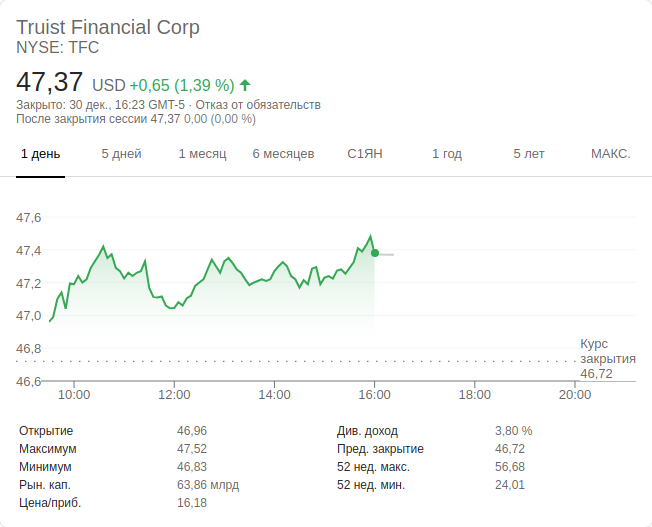 Truist Financial Corp
NYSE: TFC
47,37 USD +0,65 (1,39 %)
Закрыто: 30 дек., 16:23 GMT-5 · Отказ от обязательств
После закрытия сессии 47,37 0,00 (0,00 %)
1 день 5 дней 1 месяц 6 месяцев С1ЯН 1 год 5 лет МАКС.
47,6
47,4
47,2
47,0
46,8
46,6
Курс
закрытия
46,72
10:00 12:00 14:00 16:00 18:00 20:00
Открытие 46,96 Див. доход 3,80 %
Максимум 47,52 Пред. закрытие 46,72
Минимум 46,83 52 нед. макс. 56,68
Рын. кап. 63,86 млрд 52 нед. мин. 24,01
Цена/приб. 16,18